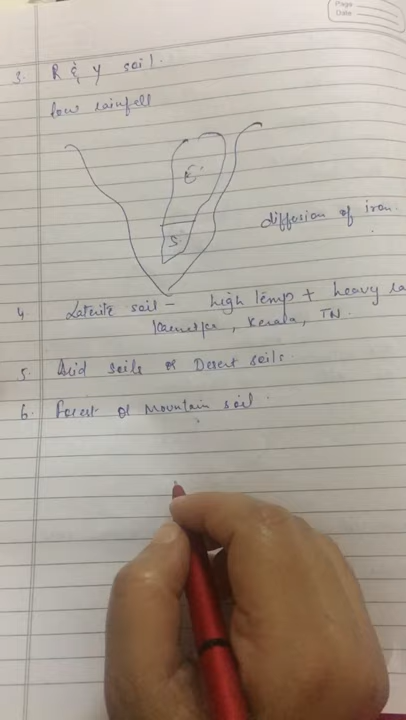 Page
Date
3. R & Y soil.
low rainfall
E
S
diffusion of iron.
4. Laterite soil - high temp + heavy
Kerala, TN.
5. Arid soils or Desert soils.
6. Forest or Mountain soil.